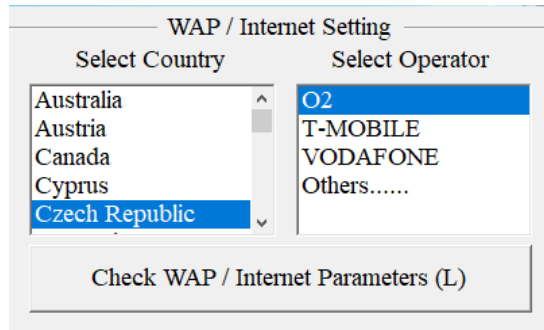 WAP / Internet Setting
Select Country
Select Operator
Australia
Austria
Canada
Cyprus
Czech Republic
O2
T-MOBILE
VODAFONE
Others......
Check WAP / Internet Parameters (L)